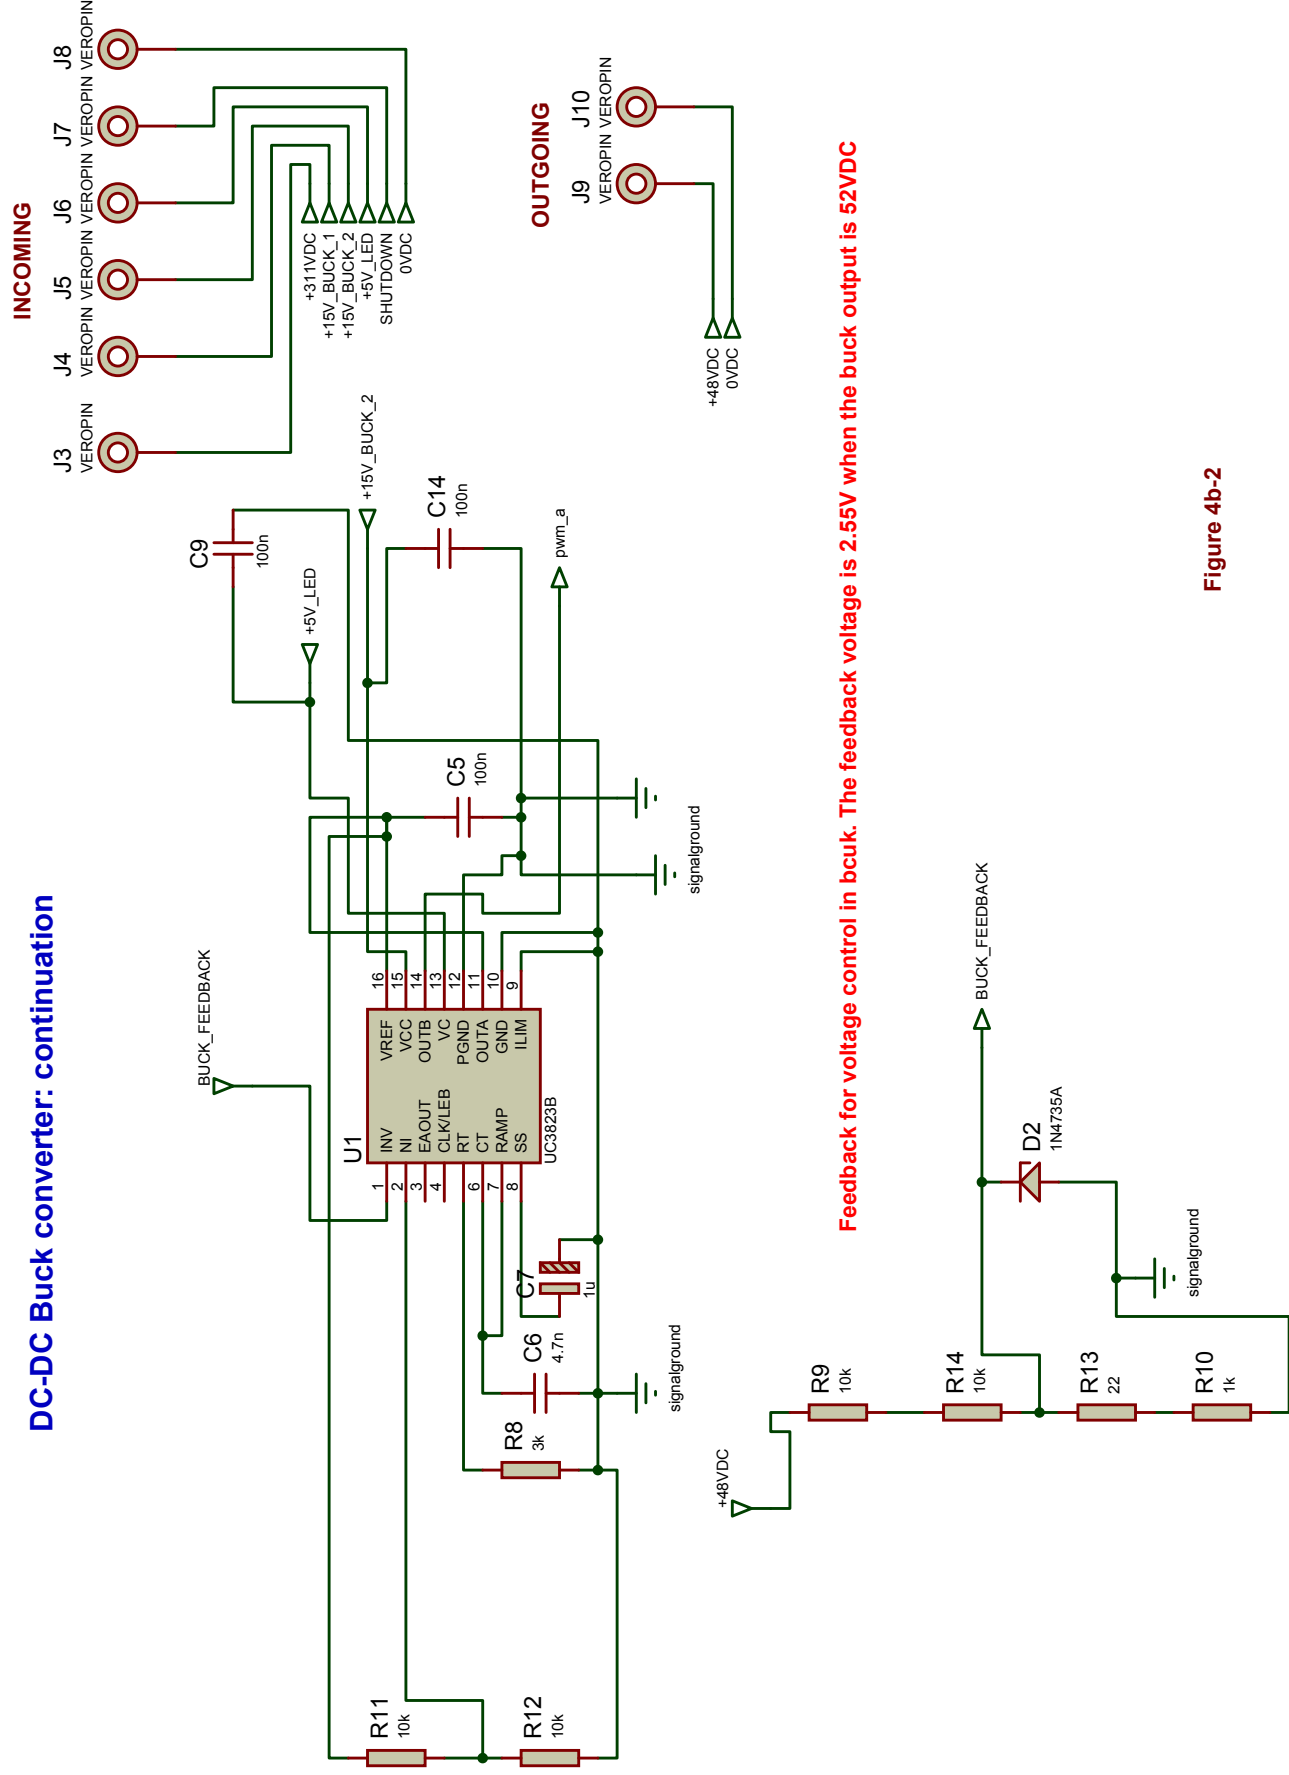 DC-DC Buck converter: continuation
INCOMING
J3
VEROPIN
J4
VEROPIN
J5
VEROPIN
J6
VEROPIN
J7
VEROPIN
J8
VEROPIN
+311VDC
+15V_BUCK_1
+15V_BUCK_2
+5V_LED
SHUTDOWN
0VDC
OUTGOING
J9
VEROPIN
J10
VEROPIN
+48VDC
0VDC
BUCK_FEEDBACK
U1
UC3823B
1 INV
2 NI
3 EAOUT
4 CLK/LEB
5 RT
6 CT
7 RAMP
8 SS
16 VREF
15 VCC
14 OUTB
13 VC
12 PGND
11 OUTA
10 GND
9 ILIM
R11
10k
R12
10k
R8
3k
C6
4.7n
C7
1u
signalground
C5
100n
signalground
C9
100n
+5V_LED
+15V_BUCK_2
C14
100n
pwm_a
Feedback for voltage control in bcuk. The feedback voltage is 2.55V when the buck output is 52VDC
+48VDC
R9
10k
R14
10k
R13
22
R10
1k
signalground
D2
1N4735A
BUCK_FEEDBACK
Figure 4b-2